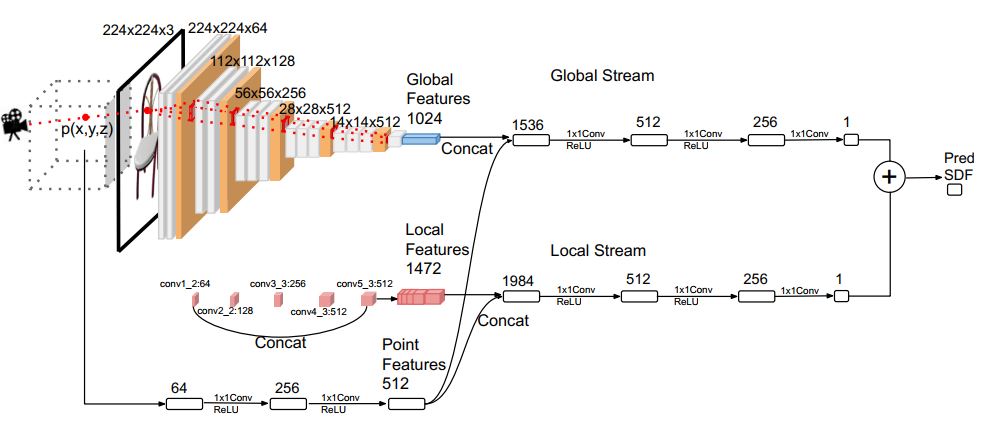 224x224x3
224x224x64
112x112x128
56x56x256
28x28x512
14x14x512
p(x,y,z)
Global
Features
1024
Concat
Global Stream
1536
1x1Conv
ReLU
512
1x1Conv
ReLU
256
1x1Conv
1
+
Pred
SDF
Local
Features
1472
Local Stream
1984
1x1Conv
ReLU
512
1x1Conv
ReLU
256
1x1Conv
1
Concat
conv1_2:64
conv2_2:128
conv3_3:256
conv4_3:512
conv5_3:512
Concat
Point
Features
512
64
1x1Conv
ReLU
256
1x1Conv
ReLU